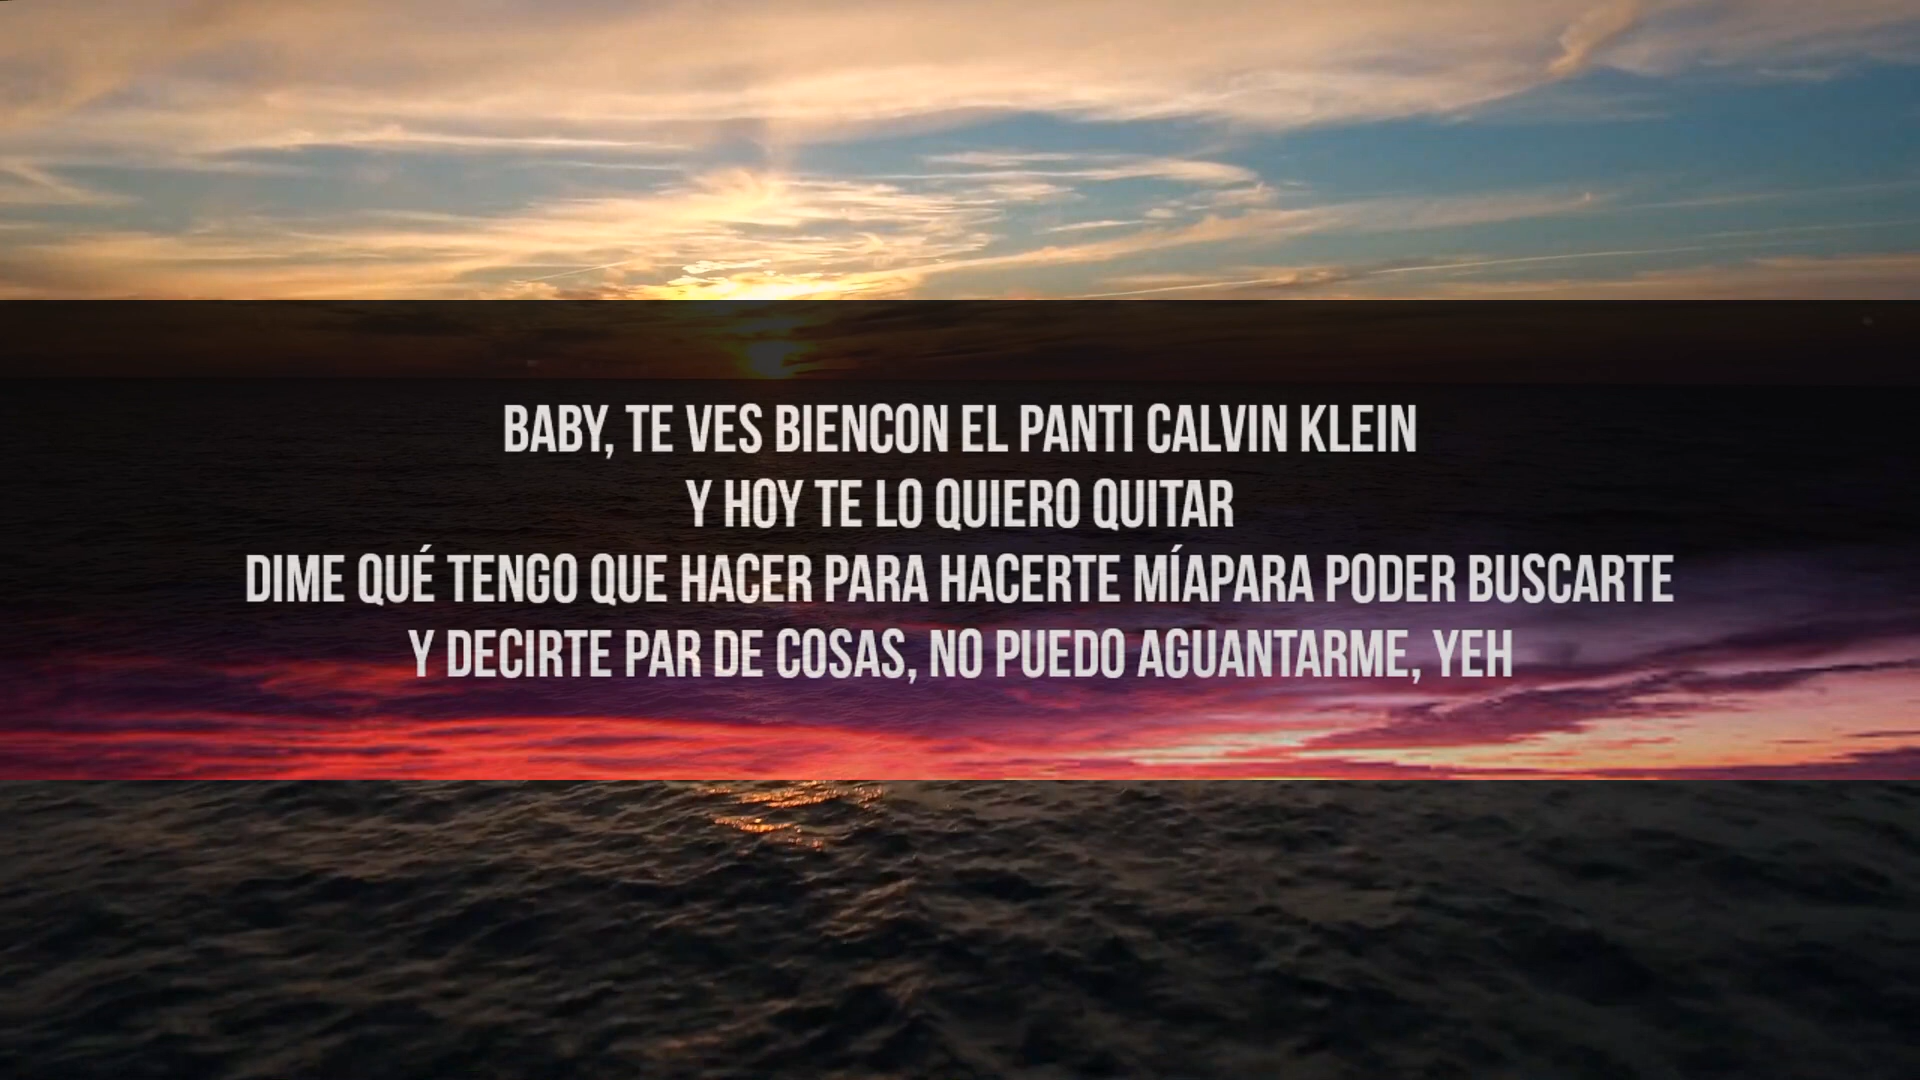 BABY, TE VES BIENCON EL PANTI CALVIN KLEIN
Y HOY TE LO QUIERO QUITAR
DIME QUÉ TENGO QUE HACER PARA HACERTE MÍAPARA PODER BUSCARTE
Y DECIRTE PAR DE COSAS, NO PUEDO AGUANTARME, YEH